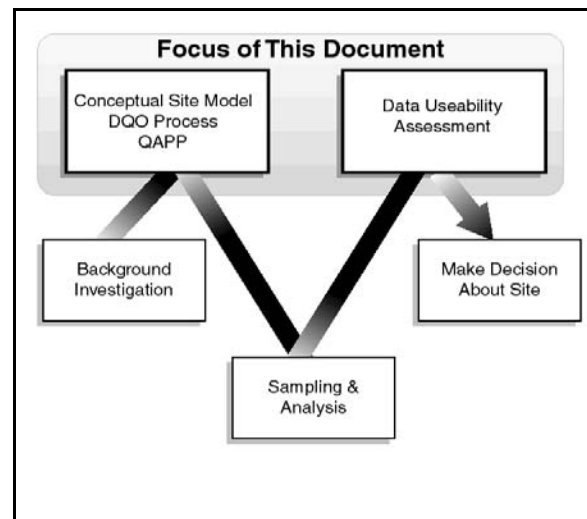 Focus of This Document
Conceptual Site Model
DQO Process
QAPP
Data Useability
Assessment
Background
Investigation
Make Decision
About Site
Sampling &
Analysis